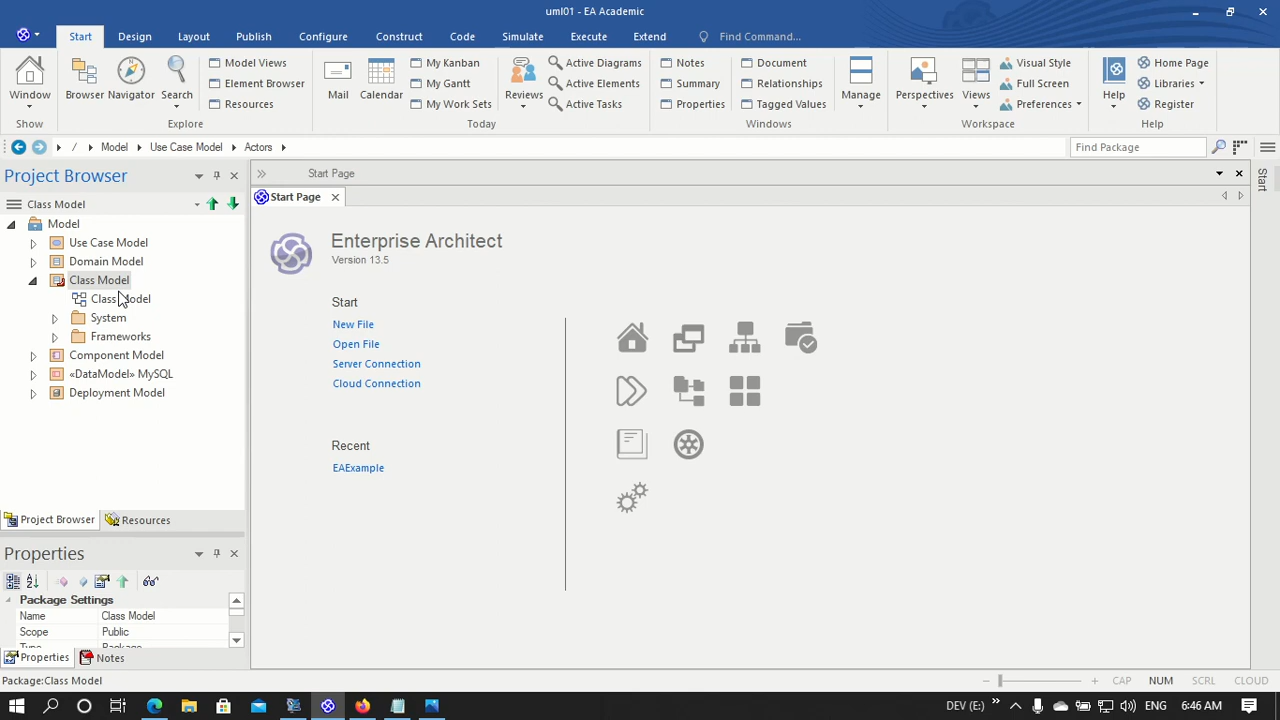 uml01 - EA Academic
Start Design Layout Publish Configure Construct Code Simulate Execute Extend Find Command...
Window
Show
Browser Navigator Search
Model Views
Element Browser
Resources
Explore
Mail Calendar
My Kanban
My Gantt
My Work Sets
Reviews
Active Diagrams
Active Elements
Active Tasks
Today
Notes
Summary
Properties
Document
Relationships
Tagged Values
Manage
Windows
Perspectives Views
Visual Style
Full Screen
Preferences
Workspace
Help
Home Page
Libraries
Register
Help
/ Model Use Case Model Actors Find Package
Project Browser
Class Model
Model
Use Case Model
Domain Model
Class Model
Class Model
System
Frameworks
Component Model
«DataModel» MySQL
Deployment Model
Project Browser Resources
Properties
A
Z
Package Settings
Name Class Model
Scope Public
Type Package
Properties Notes
Start Page
Start Page
Start
Enterprise Architect
Version 13.5
Start
New File
Open File
Server Connection
Cloud Connection
Recent
EAExample
Package:Class Model CAP NUM SCRL CLOUD
DEV (E:) ENG 6:46 AM